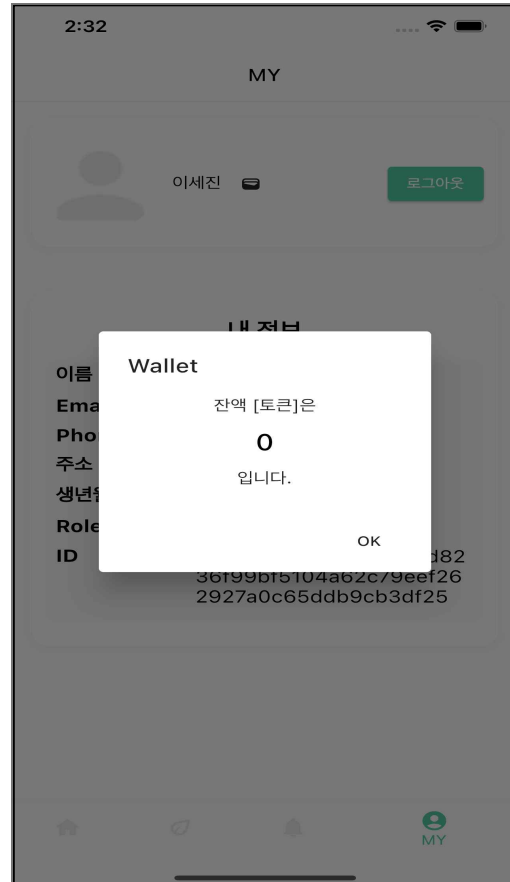 2:32
MY
이세진
로그아웃
내 정보
Wallet
잔액 [토큰]은
0
입니다.
OK
이름
Ema
Pho
주소
생년월
Role
ID
d82
36f99bf5104a62c79eef26
2927a0c65ddb9cb3df25
MY